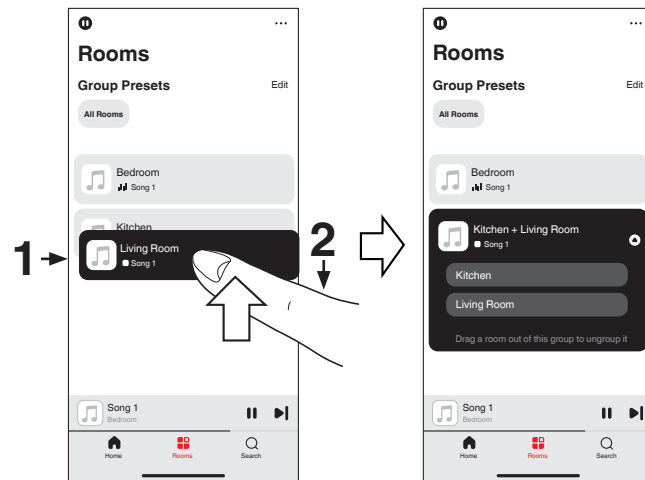 Rooms
Group Presets Edit
All Rooms
Bedroom
Song 1
Kitchen
Living Room
Song 1
1
2
Song 1
Bedroom
Home Rooms Search
Rooms
Group Presets Edit
All Rooms
Bedroom
Song 1
Kitchen + Living Room
Song 1
Kitchen
Living Room
Drag a room out of this group to ungroup it
Song 1
Bedroom
Home Rooms Search